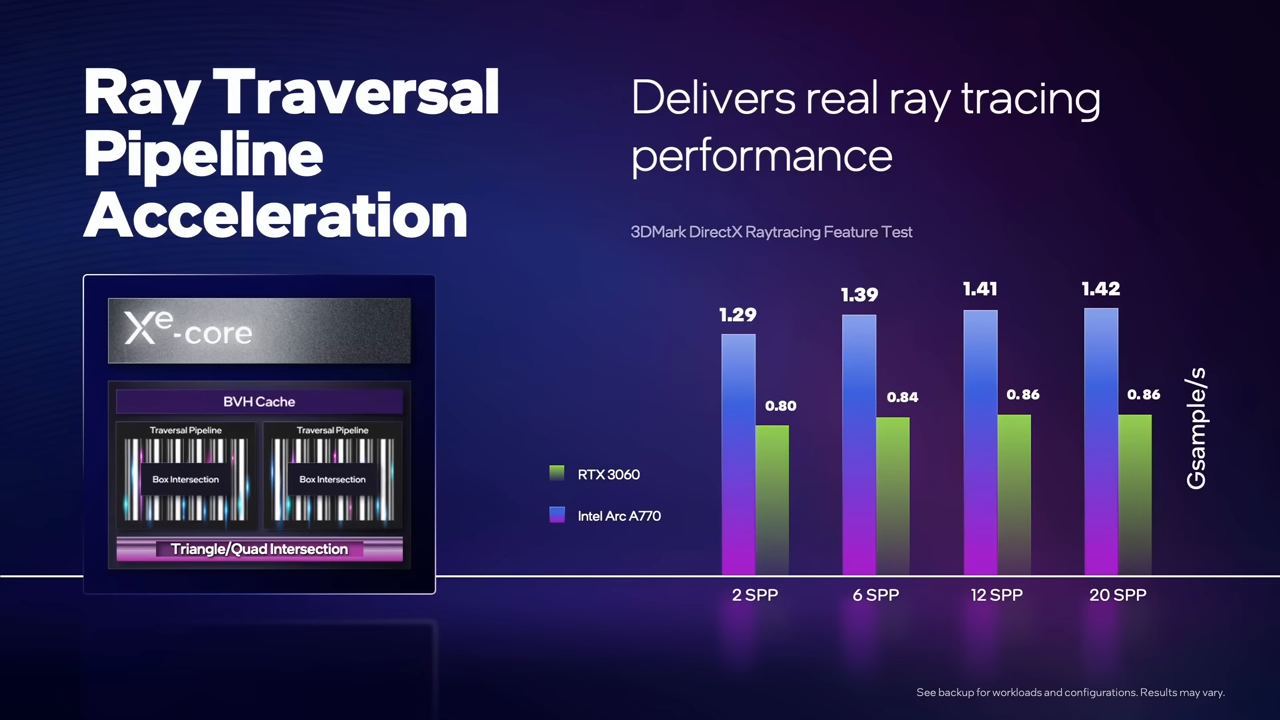 Ray Traversal
Pipeline
Acceleration
Delivers real ray tracing
performance
3DMark DirectX Raytracing Feature Test
Xe-core
BVH Cache
Traversal Pipeline
Traversal Pipeline
Box Intersection
Box Intersection
Triangle/Quad Intersection
RTX 3060
Intel Arc A770
1.29
0.80
1.39
0.84
1.41
0.86
1.42
0.86
Gsample/s
2 SPP
6 SPP
12 SPP
20 SPP
See backup for workloads and configurations. Results may vary.